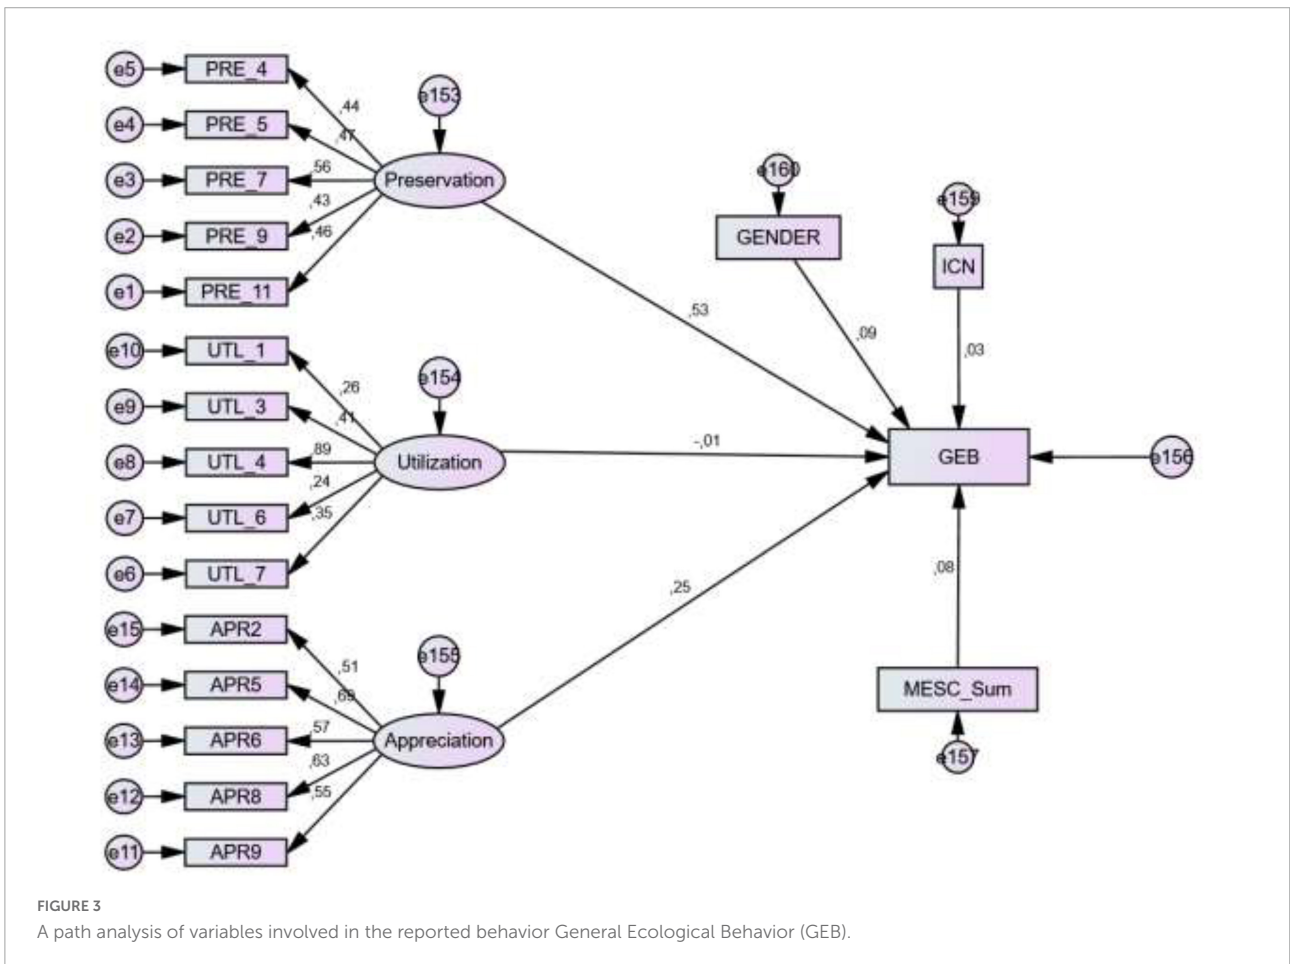 e5 PRE_4
e153
,44
e4 PRE_5
,47
e3 PRE_7
,56
Preservation
e160
e159
,43
e2 PRE_9
,46
GENDER
ICN
e1 PRE_11
,53
,09
,03
e10 UTL_1
e154
,26
e9 UTL_3
,41
-,01
e8 UTL_4
,89
Utilization
GEB
e156
,24
e7 UTL_6
,35
e6 UTL_7
,08
,25
e15 APR2
e155
,51
e14 APR5
,69
MESC_Sum
e13 APR6
,57
Appreciation
e157
,63
e12 APR8
,55
e11 APR9
FIGURE 3
A path analysis of variables involved in the reported behavior General Ecological Behavior (GEB).